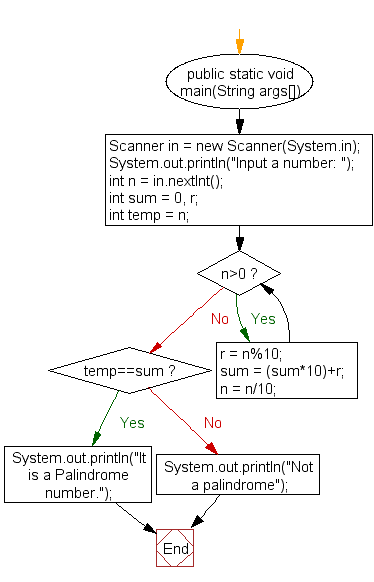 public static void
main(String args[])
Scanner in = new Scanner(System.in);
System.out.println("Input a number: ");
int n = in.nextInt();
int sum = 0, r;
int temp = n;
n>0 ?
No
Yes
r = n%10;
sum = (sum*10)+r;
n = n/10;
temp==sum ?
Yes
No
System.out.println("It
is a Palindrome
number.");
System.out.println("Not
a palindrome");
End